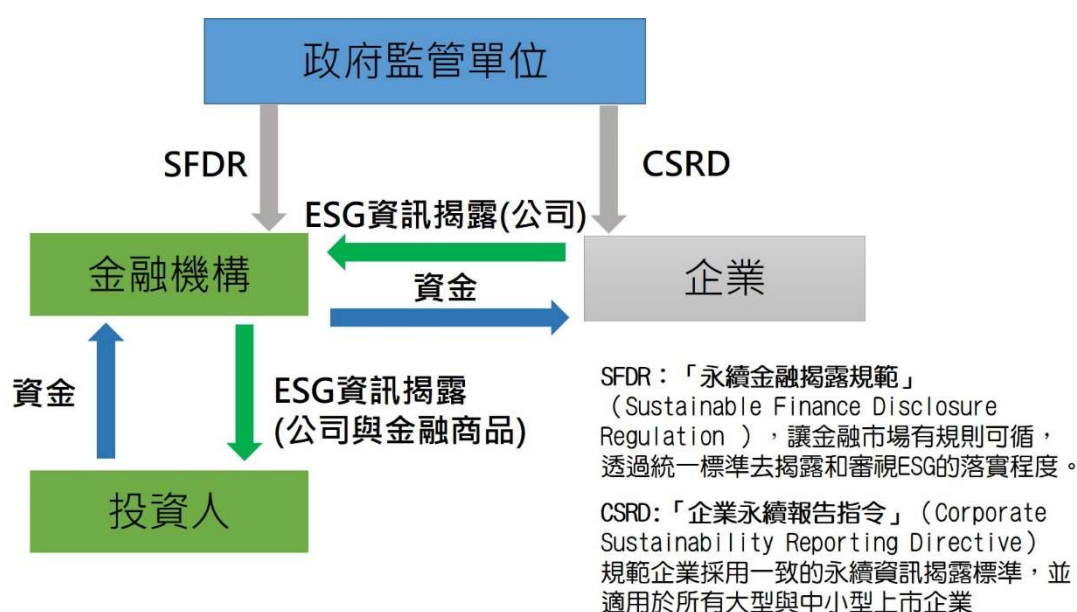 政府監管單位
SFDR
CSRD
ESG資訊揭露(公司)
金融機構
企業
資金
資金
ESG資訊揭露
(公司與金融商品)
投資人
SFDR：「永續金融揭露規範」
（Sustainable Finance Disclosure
Regulation ），讓金融市場有規則可循，
透過統一標準去揭露和審視ESG的落實程度。
CSRD:「企業永續報告指令」（Corporate
Sustainability Reporting Directive）
規範企業採用一致的永續資訊揭露標準，並
適用於所有大型與中小型上市企業